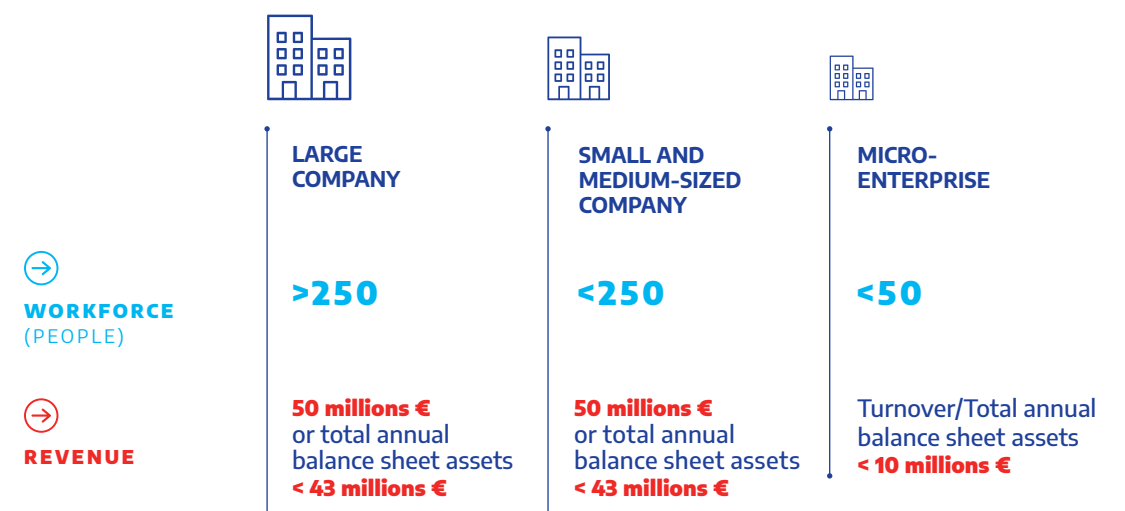 LARGE
COMPANY
SMALL AND
MEDIUM-SIZED
COMPANY
MICRO-
ENTERPRISE
WORKFORCE
(PEOPLE)
>250
<250
<50
REVENUE
50 millions €
or total annual
balance sheet assets
< 43 millions €
50 millions €
or total annual
balance sheet assets
< 43 millions €
Turnover/Total annual
balance sheet assets
< 10 millions €